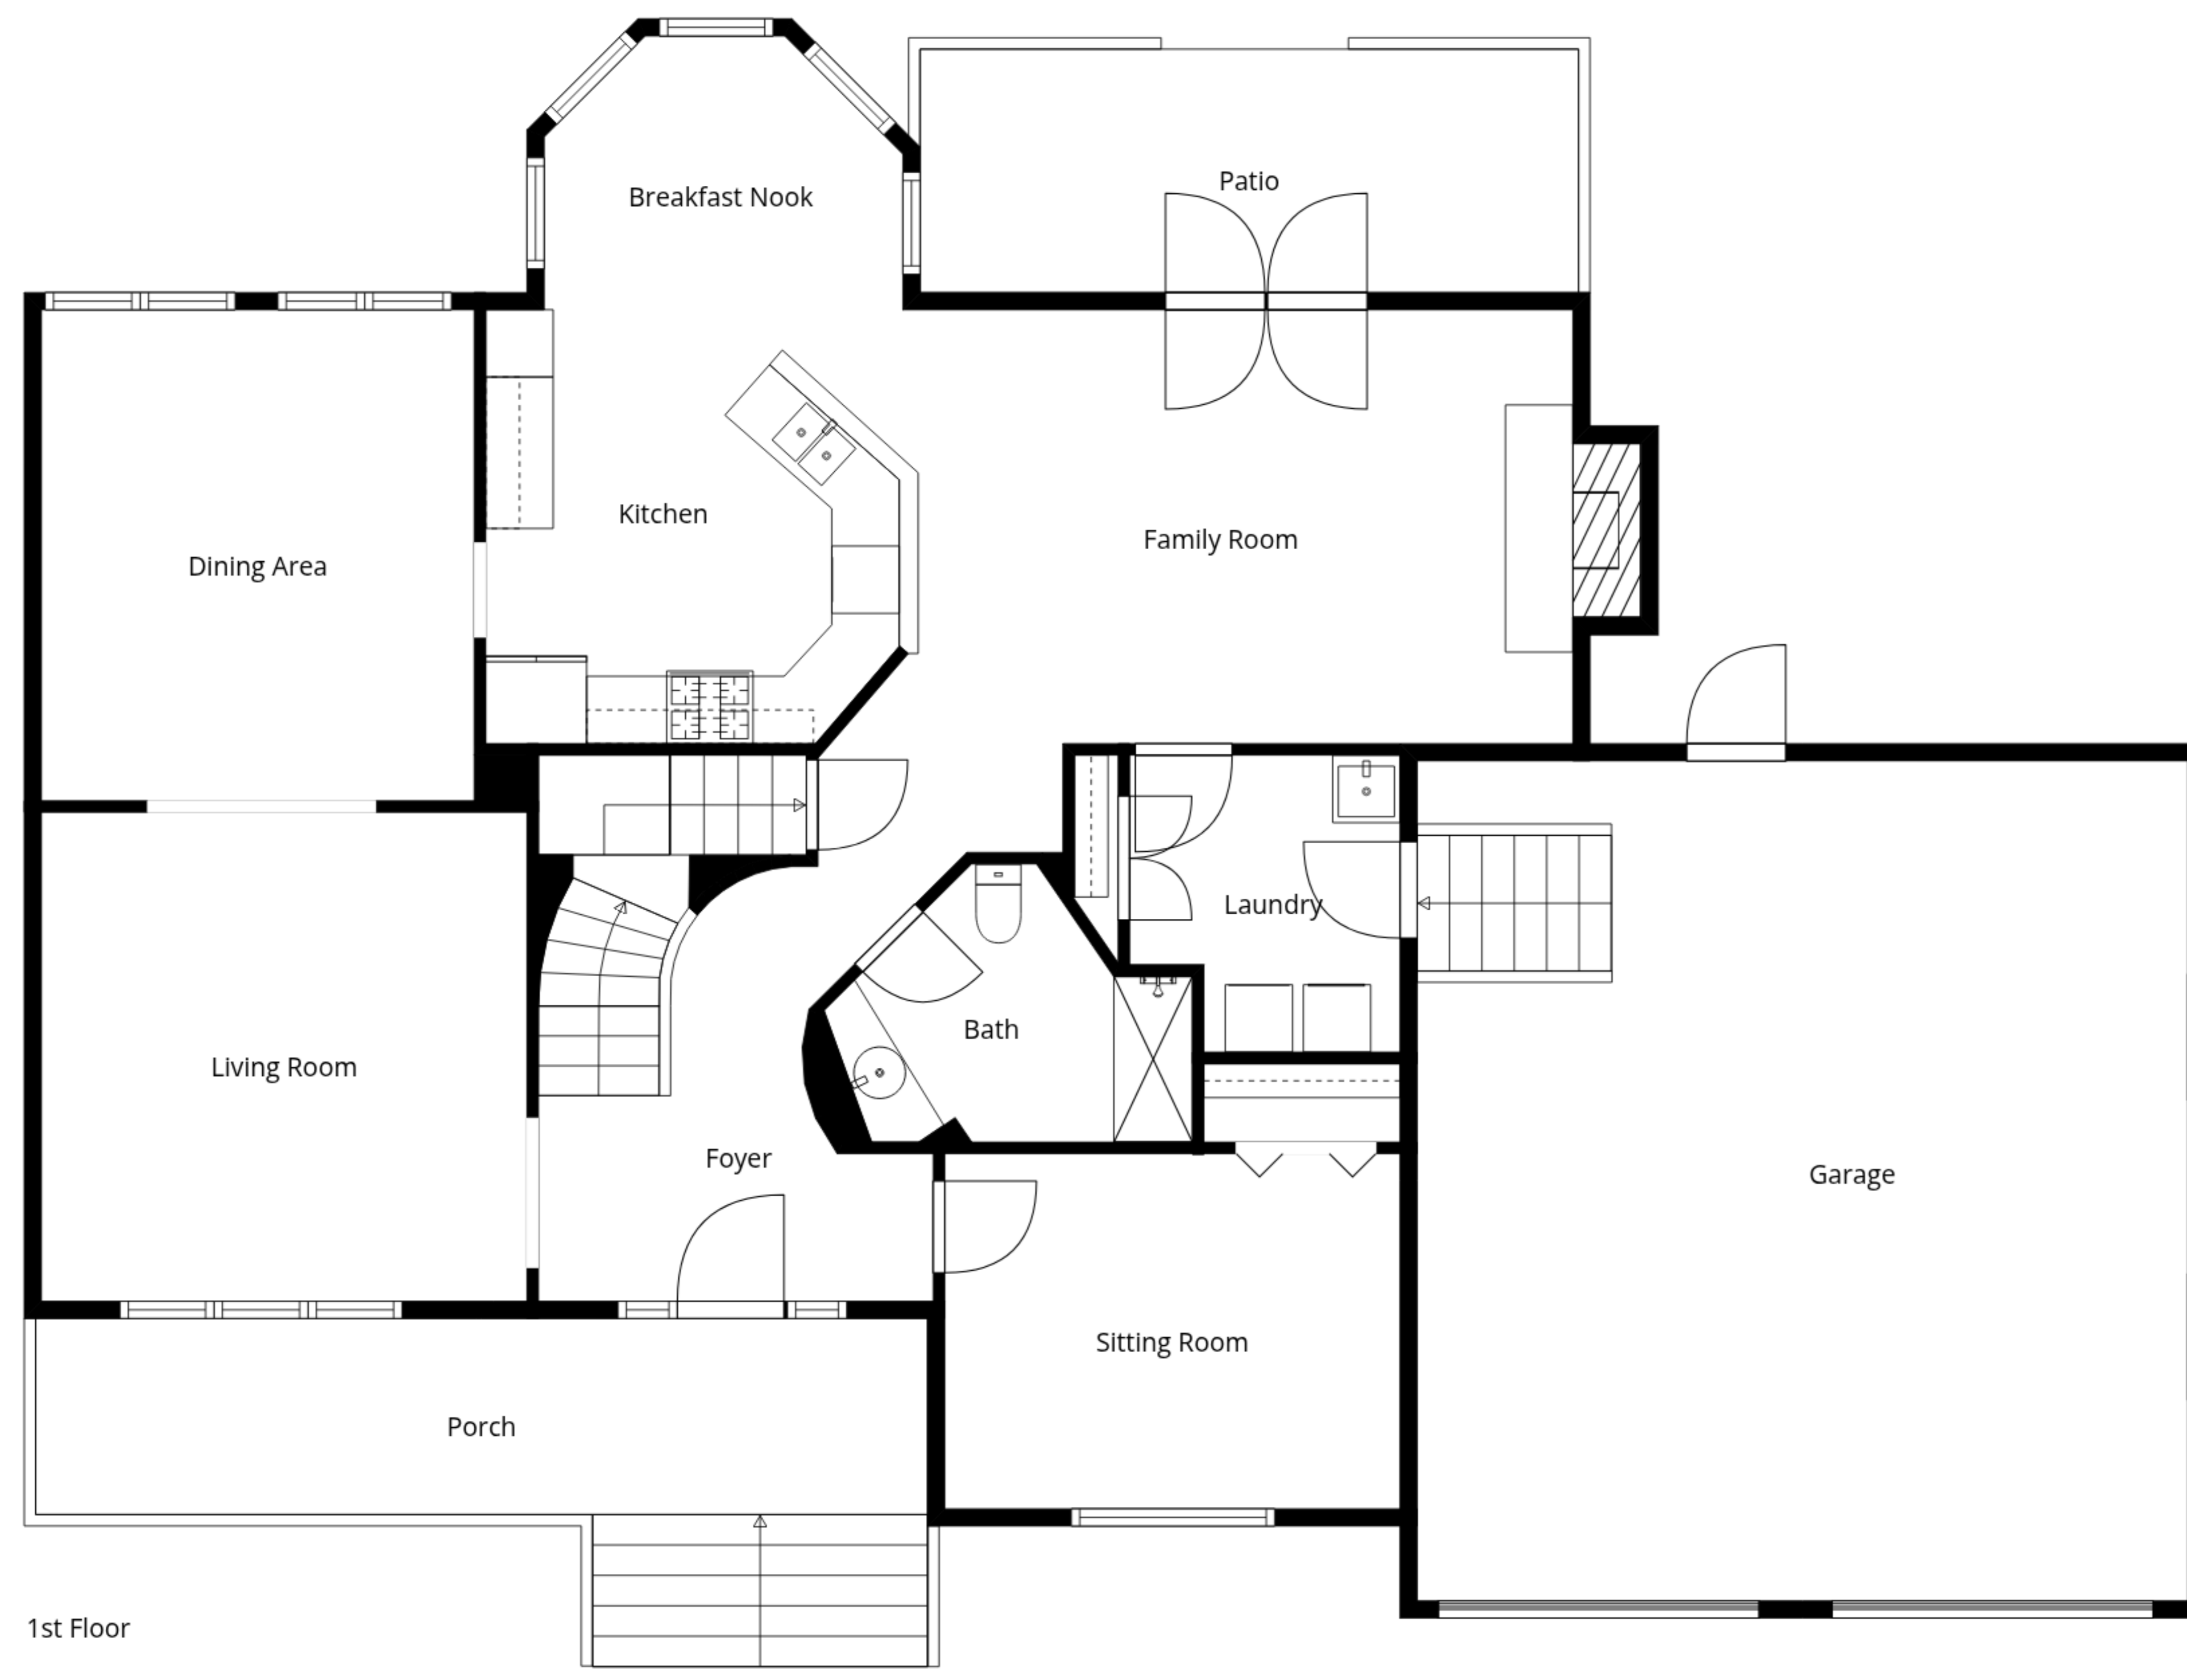 Patio
Breakfast Nook
Kitchen
Family Room
Dining Area
Laundry
Bath
Living Room
Foyer
Garage
Sitting Room
Porch
1st Floor